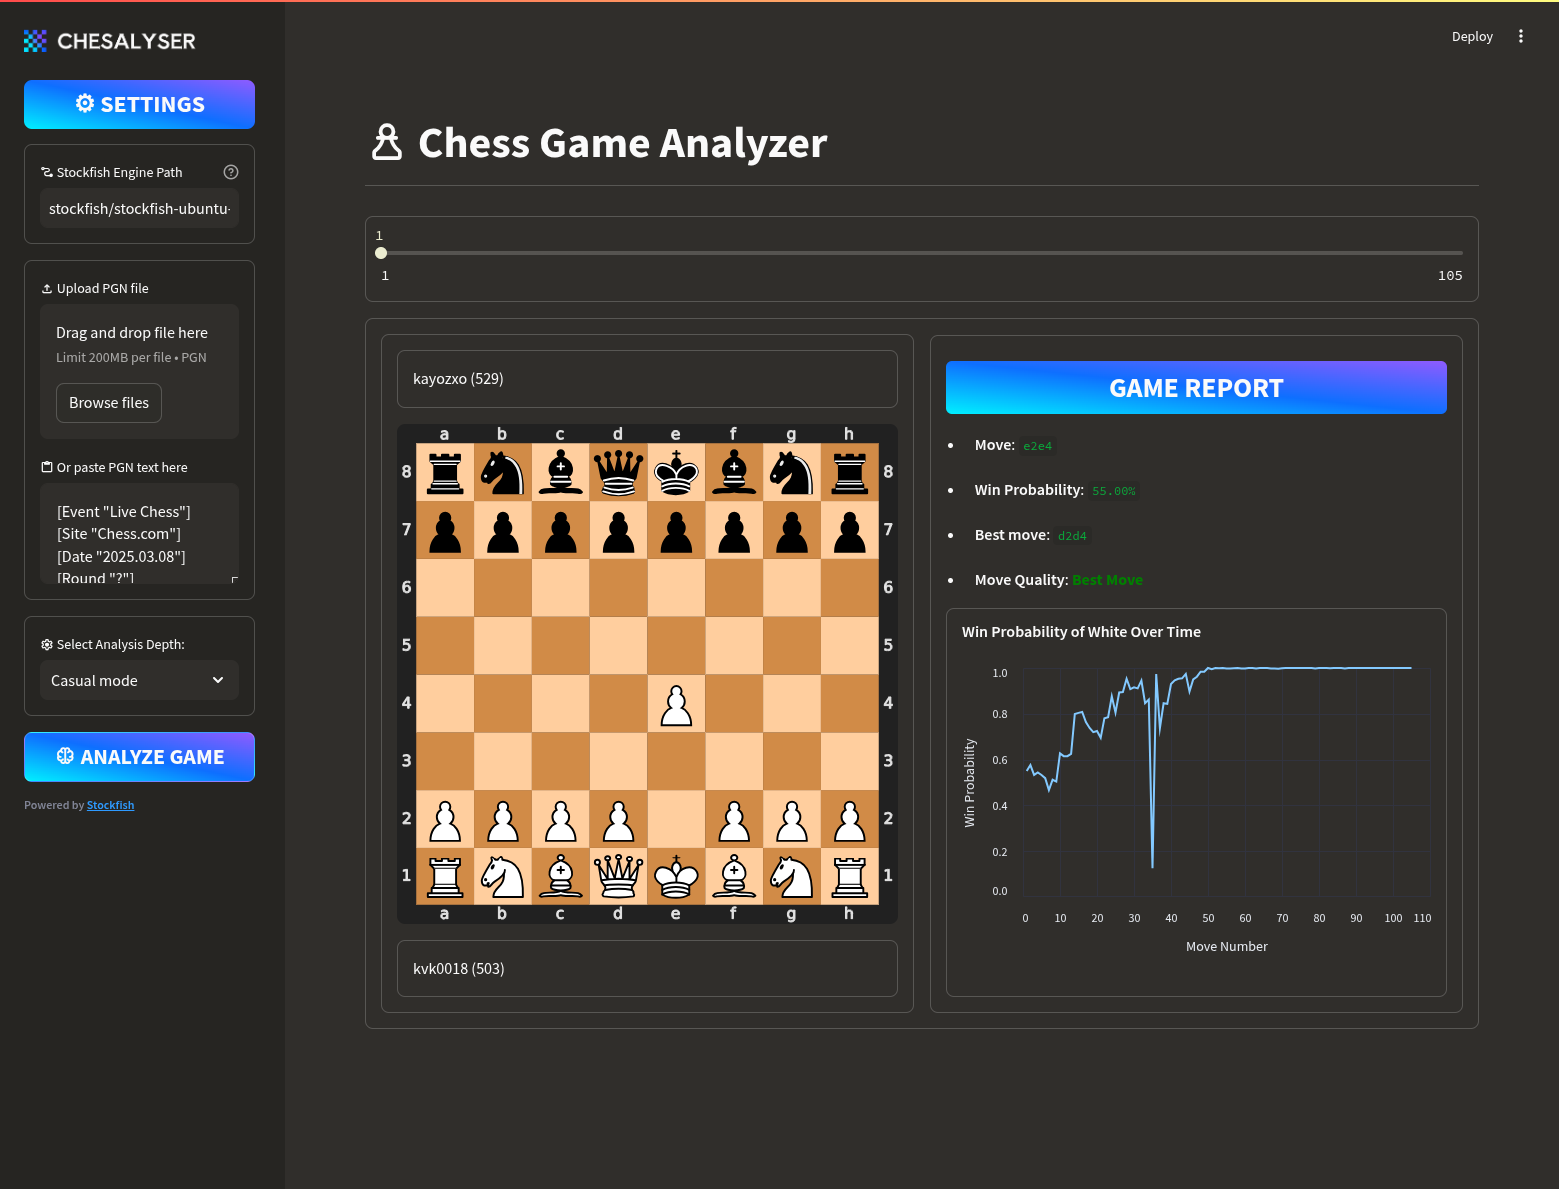 CHESALYSER
SETTINGS
Stockfish Engine Path
stockfish/stockfish-ubuntu-
Upload PGN file
Drag and drop file here
Limit 200MB per file • PGN
Browse files
Or paste PGN text here
[Event "Live Chess"]
[Site "Chess.com"]
[Date "2025.03.08"]
[Round "?"]
Select Analysis Depth:
Casual mode
ANALYZE GAME
Powered by Stockfish
Deploy
Chess Game Analyzer
1
1 105
kayozxo (529)
a b c d e f g h
8 8
7 7
6 6
5 5
4 4
3 3
2 2
1 1
a b c d e f g h
kvk0018 (503)
GAME REPORT
• Move: e2e4
• Win Probability: 55.00%
• Best move: d2d4
• Move Quality: Best Move
Win Probability of White Over Time
Win Probability
1.0
0.8
0.6
0.4
0.2
0.0
0 10 20 30 40 50 60 70 80 90 100 110
Move Number